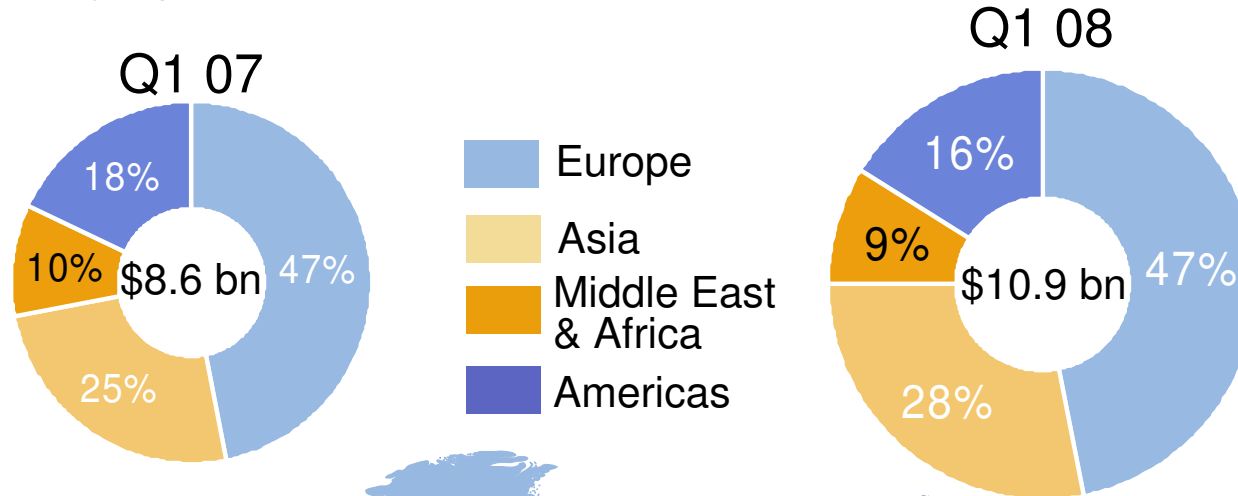 Q1 07
18%
10%
$8.6 bn
47%
25%
Europe
Asia
Middle East
& Africa
Americas
Q1 08
16%
9%
$10.9 bn
47%
28%